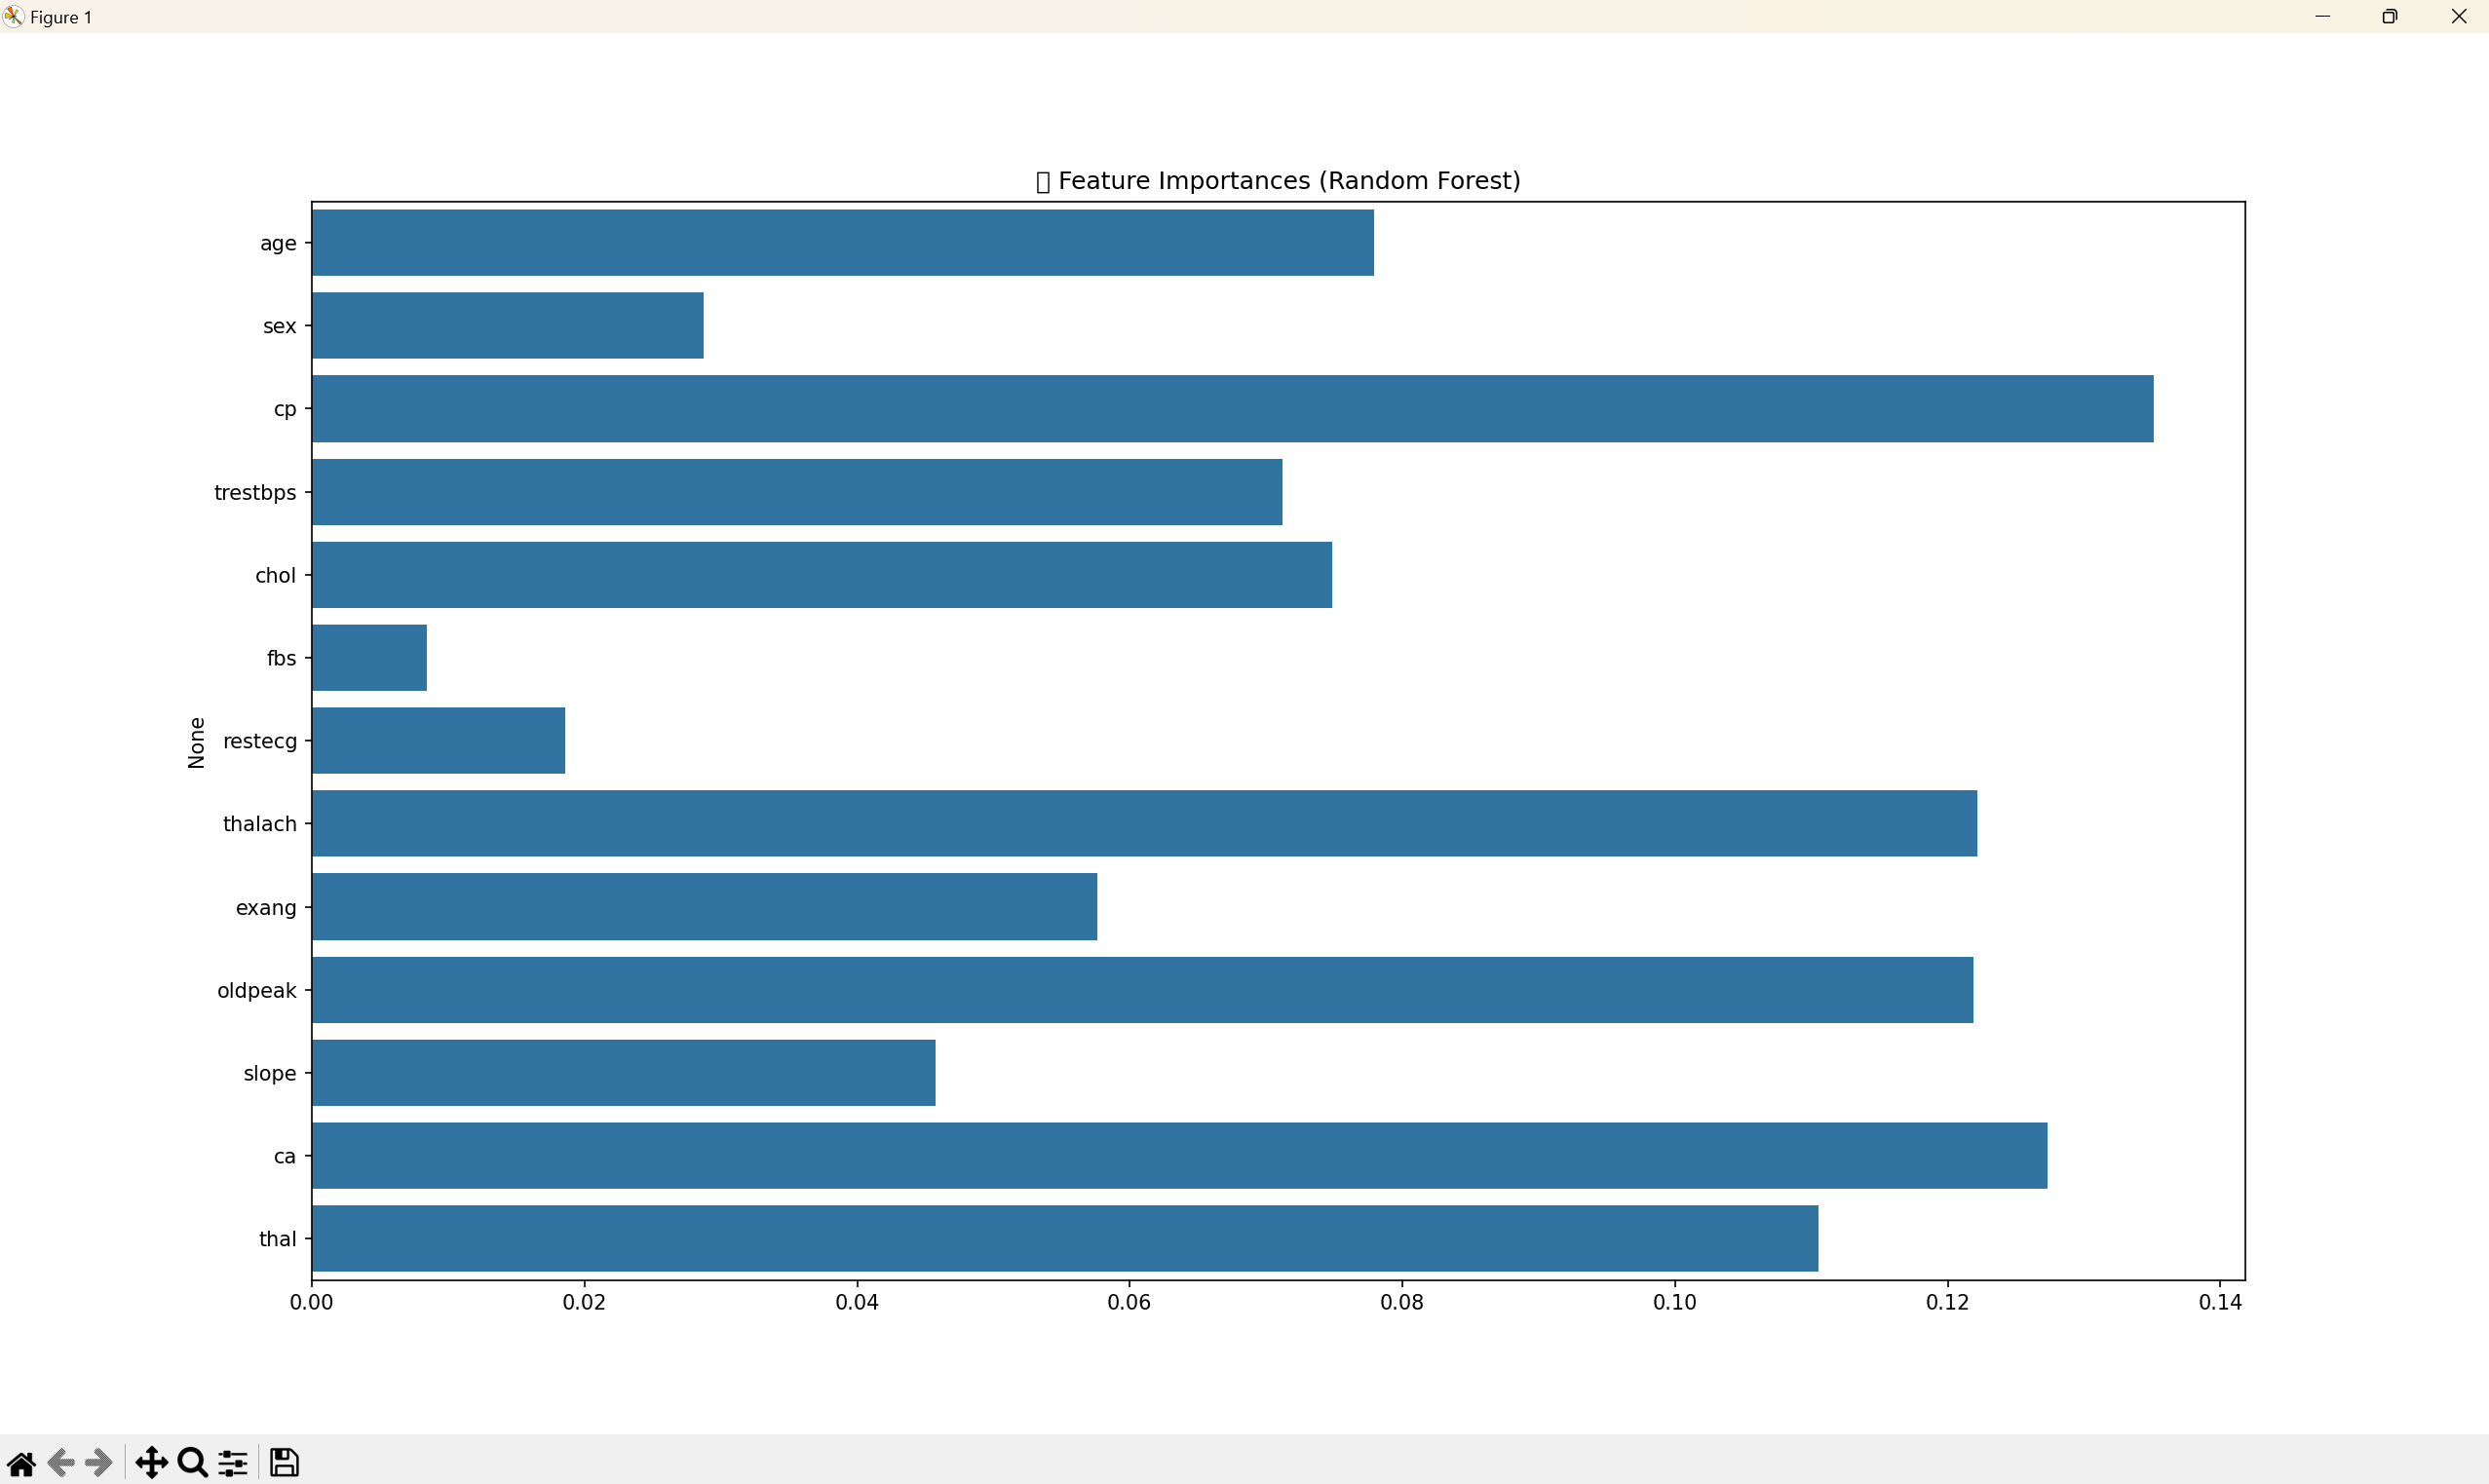 Figure 1
▯ Feature Importances (Random Forest)
age
sex
cp
trestbps
chol
fbs
restecg
thalach
exang
oldpeak
slope
ca
thal
None
0.00 0.02 0.04 0.06 0.08 0.10 0.12 0.14